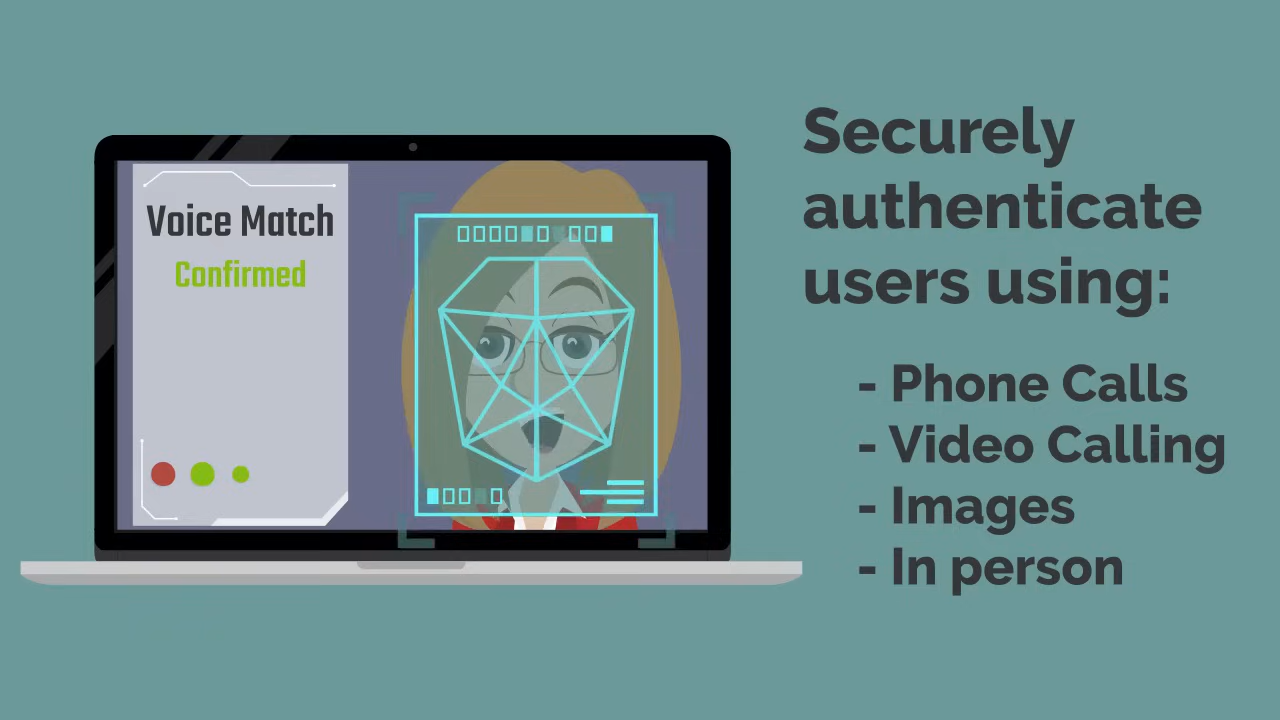 Voice Match
Confirmed
Securely
authenticate
users using:
- Phone Calls
- Video Calling
- Images
- In person